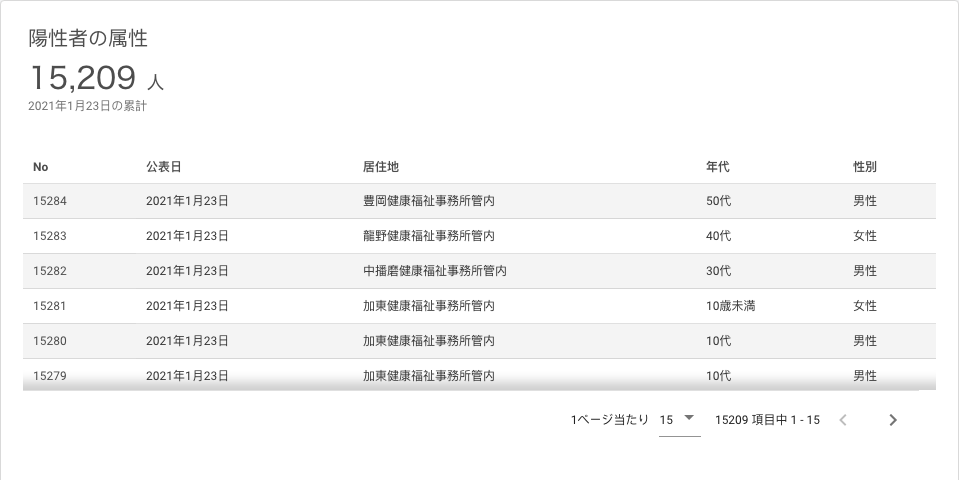 陽性者の属性
15,209 人
2021年1月23日の累計
No 公表日 居住地 年代 性別
15284 2021年1月23日 豊岡健康福祉事務所管内 50代 男性
15283 2021年1月23日 龍野健康福祉事務所管内 40代 女性
15282 2021年1月23日 中播磨健康福祉事務所管内 30代 男性
15281 2021年1月23日 加東健康福祉事務所管内 10歳未満 女性
15280 2021年1月23日 加東健康福祉事務所管内 10代 男性
15279 2021年1月23日 加東健康福祉事務所管内 10代 男性
1ページ当たり 15 15209 項目中 1 - 15